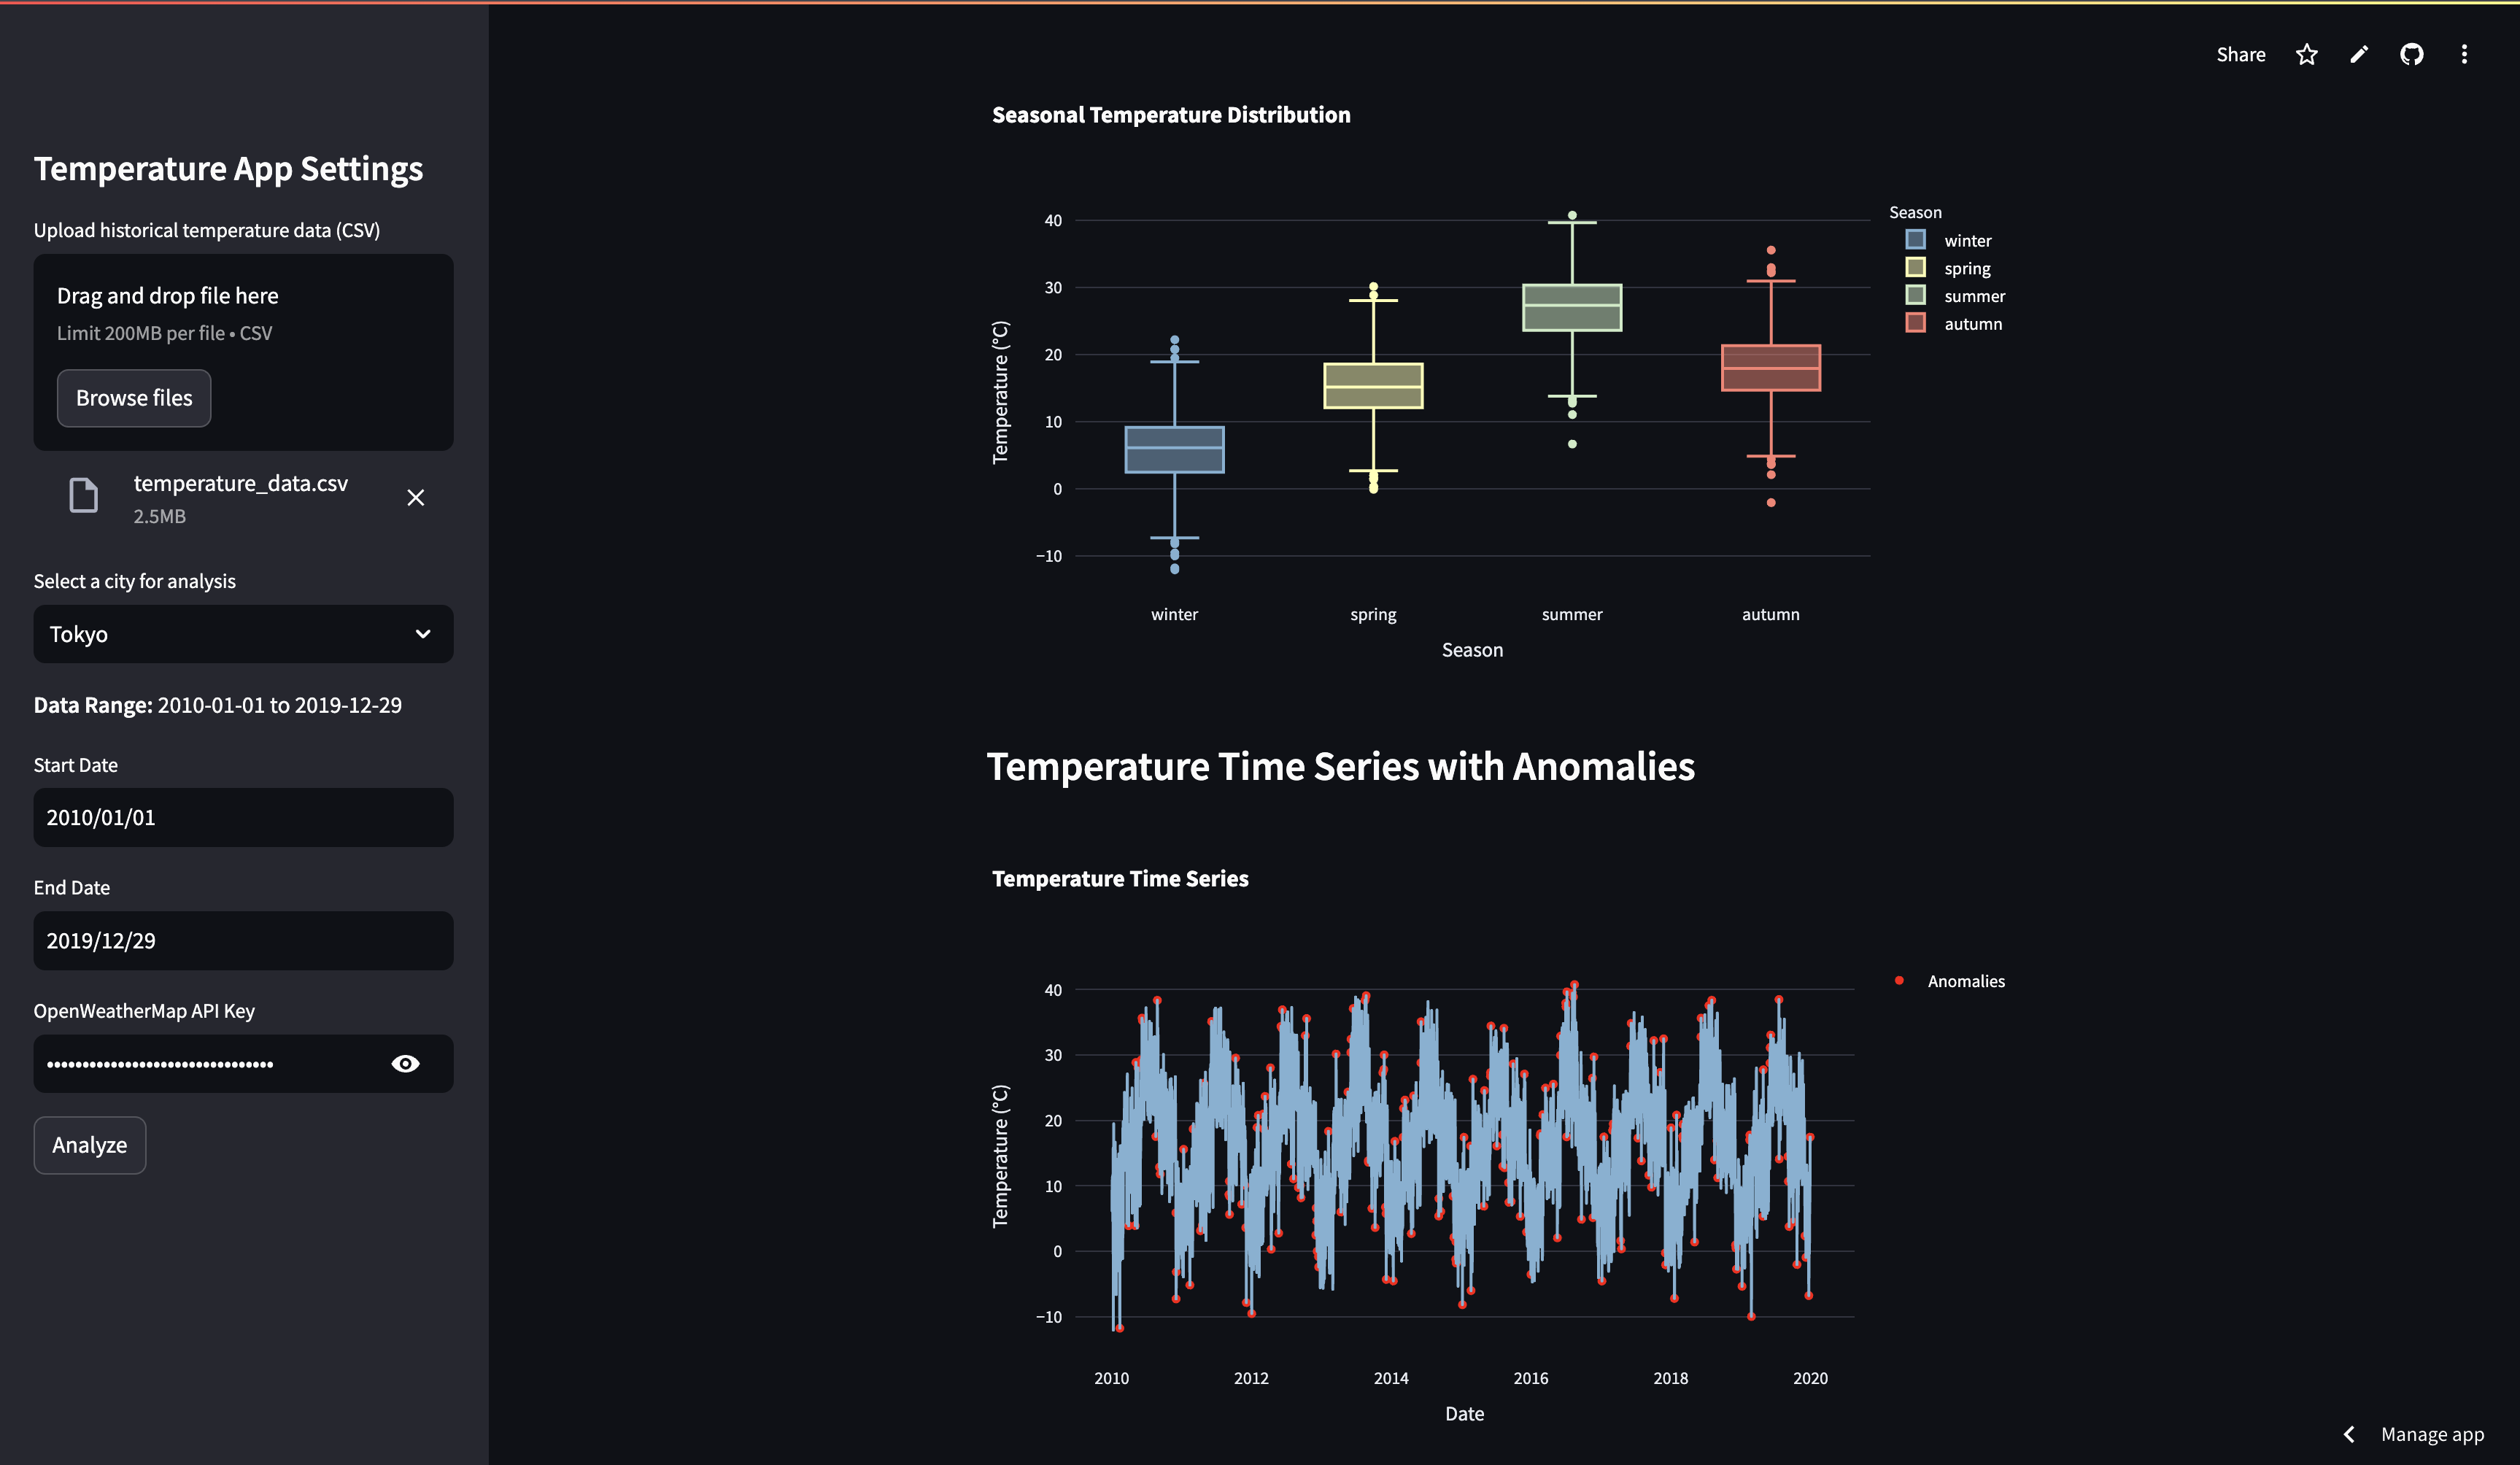 Share
Temperature App Settings
Upload historical temperature data (CSV)
Drag and drop file here
Limit 200MB per file • CSV
Browse files
temperature_data.csv
2.5MB
Select a city for analysis
Tokyo
Data Range: 2010-01-01 to 2019-12-29
Start Date
2010/01/01
End Date
2019/12/29
OpenWeatherMap API Key
Analyze
Seasonal Temperature Distribution
Temperature (°C)
40
30
20
10
0
−10
winter
spring
summer
autumn
Season
Season
winter
spring
summer
autumn
Temperature Time Series with Anomalies
Temperature Time Series
Temperature (°C)
40
30
20
10
0
−10
2010
2012
2014
2016
2018
2020
Date
Anomalies
Manage app